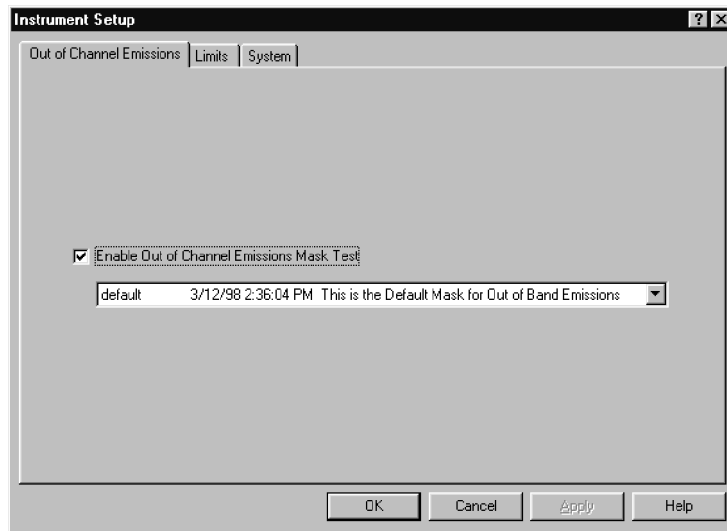 Instrument Setup
Out of Channel Emissions Limits System
Enable Out of Channel Emissions Mask Test
default 3/12/98 2:36:04 PM This is the Default Mask for Out of Band Emissions
OK Cancel Apply Help